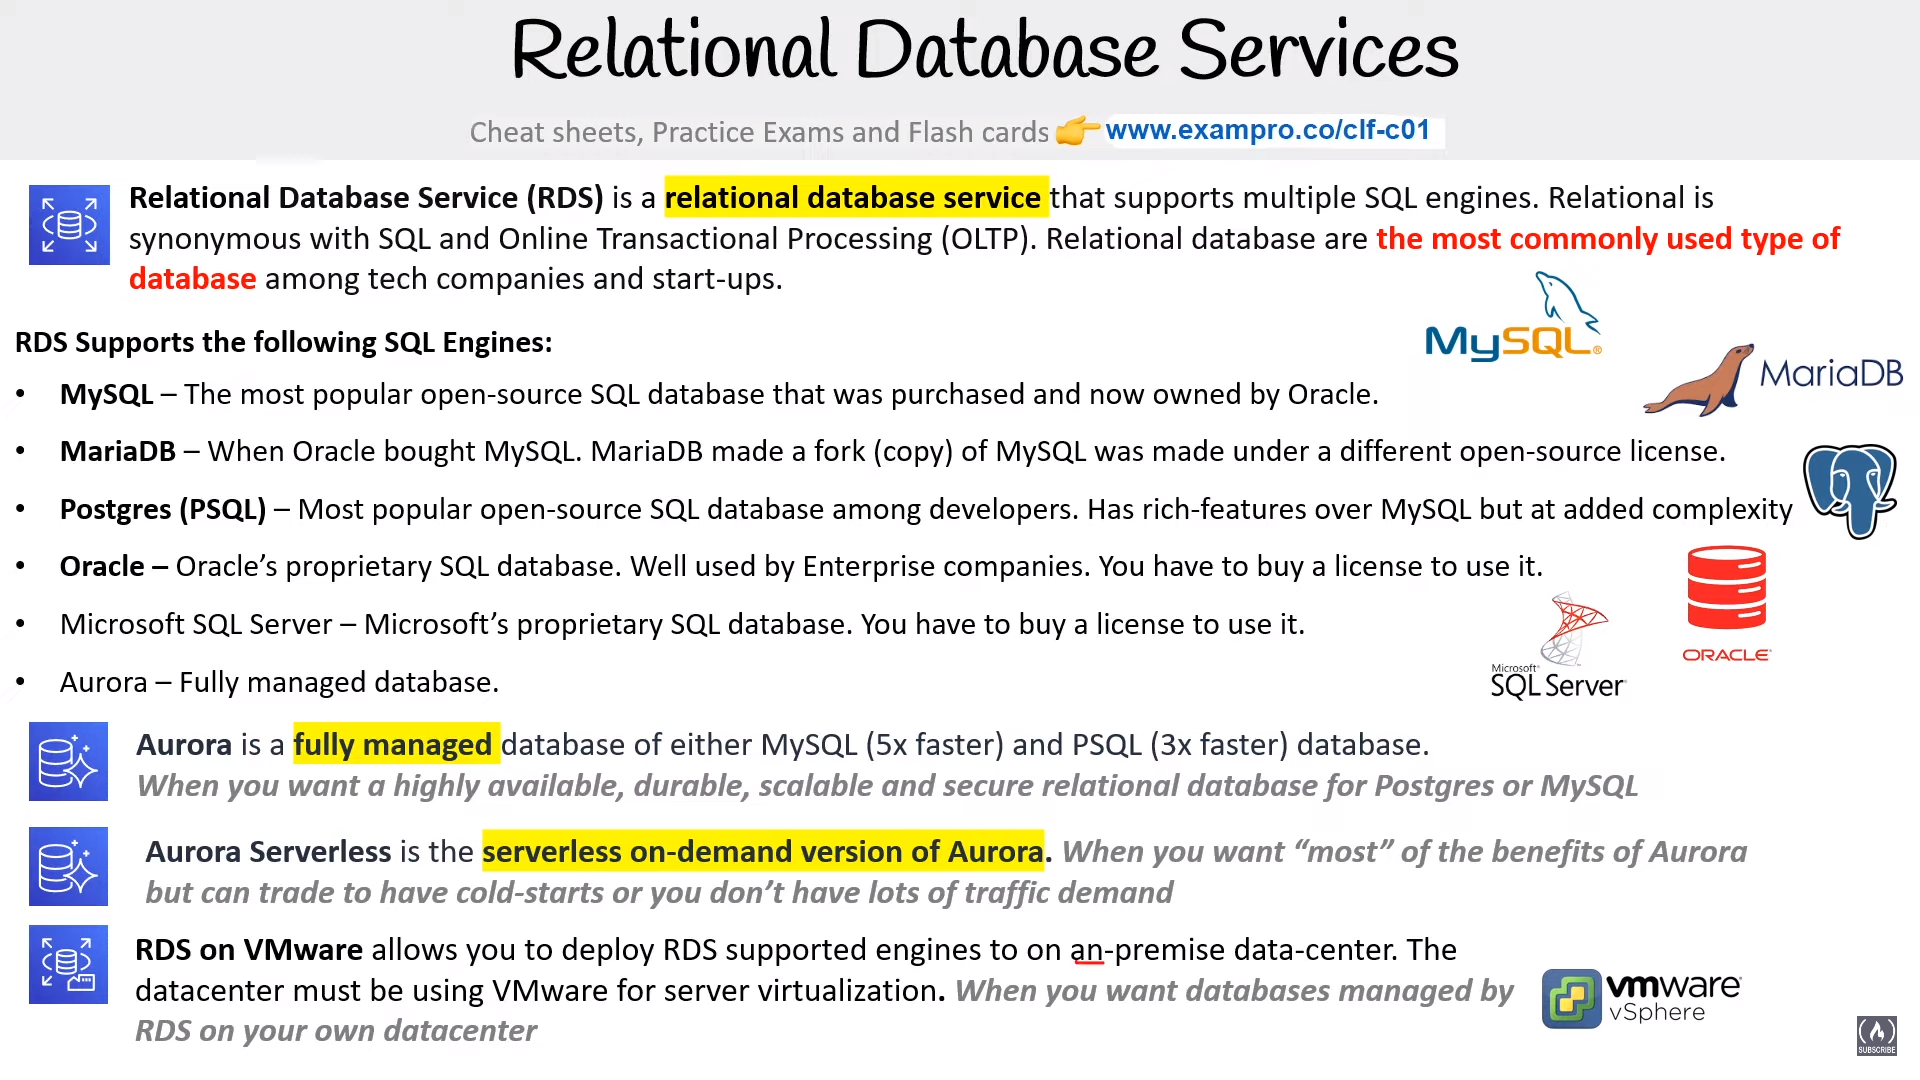 Relational Database Services
Cheat sheets, Practice Exams and Flash cards 👉 www.exampro.co/clf-c01
Relational Database Service (RDS) is a relational database service that supports multiple SQL engines. Relational is
synonymous with SQL and Online Transactional Processing (OLTP). Relational database are the most commonly used type of
database among tech companies and start-ups.
MySQL®
RDS Supports the following SQL Engines:
MariaDB
• MySQL – The most popular open-source SQL database that was purchased and now owned by Oracle.
• MariaDB – When Oracle bought MySQL. MariaDB made a fork (copy) of MySQL was made under a different open-source license.
• Postgres (PSQL) – Most popular open-source SQL database among developers. Has rich-features over MySQL but at added complexity
• Oracle – Oracle’s proprietary SQL database. Well used by Enterprise companies. You have to buy a license to use it.
• Microsoft SQL Server – Microsoft’s proprietary SQL database. You have to buy a license to use it.
ORACLE®
Microsoft®
SQL Server®
• Aurora – Fully managed database.
Aurora is a fully managed database of either MySQL (5x faster) and PSQL (3x faster) database.
When you want a highly available, durable, scalable and secure relational database for Postgres or MySQL
Aurora Serverless is the serverless on-demand version of Aurora. When you want “most” of the benefits of Aurora
but can trade to have cold-starts or you don’t have lots of traffic demand
RDS on VMware allows you to deploy RDS supported engines to on an-premise data-center. The
datacenter must be using VMware for server virtualization. When you want databases managed by
RDS on your own datacenter
vmware®
vSphere
SUBSCRIBE